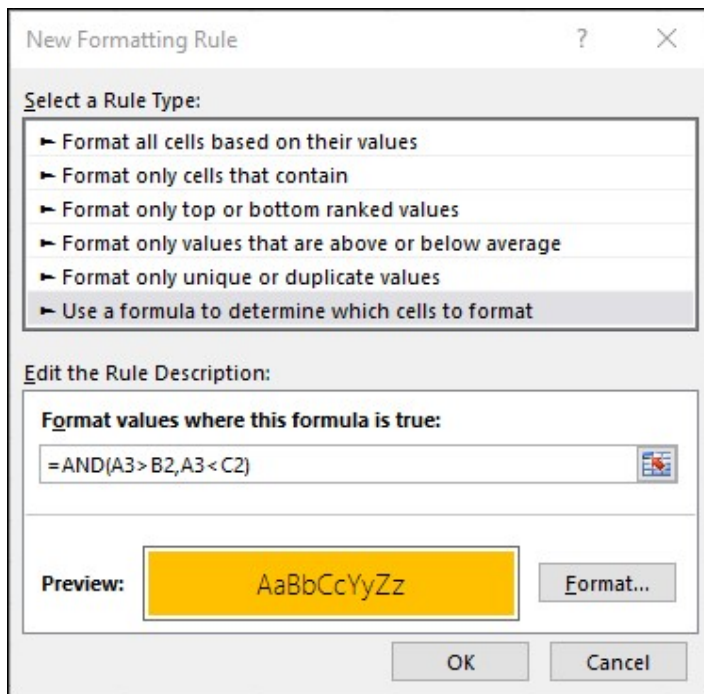 New Formatting Rule ? ×
Select a Rule Type:
► Format all cells based on their values
► Format only cells that contain
► Format only top or bottom ranked values
► Format only values that are above or below average
► Format only unique or duplicate values
► Use a formula to determine which cells to format
Edit the Rule Description:
Format values where this formula is true:
=AND(A3>B2,A3<C2)
Preview: AaBbCcYyZz Format...
OK Cancel